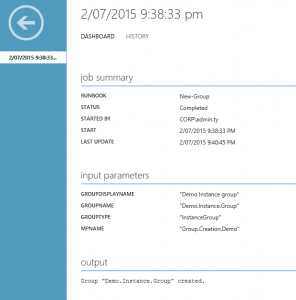 2/07/2015 9:38:33 pm
DASHBOARD HISTORY
2/07/2015 9:38:33...
job summary
RUNBOOK New-Group
STATUS Completed
STARTED BY CORP\admin.ty
START 2/07/2015 9:38:33 PM
LAST UPDATE 2/07/2015 9:40:45 PM
input parameters
GROUPDISPLAYNAME "Demo Instance group"
GROUPNAME "Demo.Instance.Group"
GROUPTYPE "InstanceGroup"
MPNAME "Group.Creation.Demo"
output
Group "Demo.Instance.Group" created.